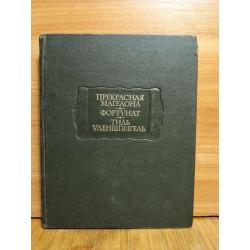 ПРЕКРАСНАЯ
МАГЕЛОНА
ФОРТУНАТ
ТИЛЬ
УЛЕНШПИГЕЛЬ